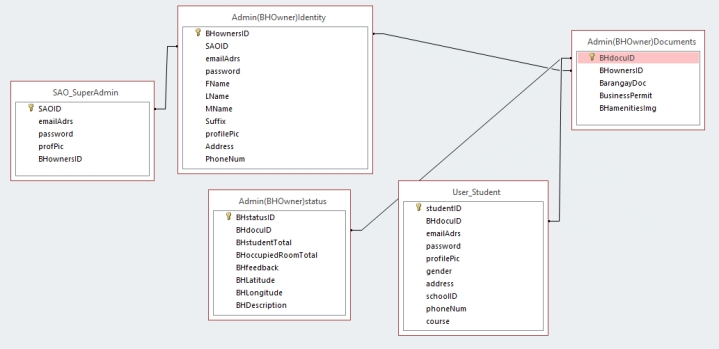 Admin(BHOwner)Identity
BHownersID
SAOID
emailAdrs
password
FName
LName
MName
Suffix
profilePic
Address
PhoneNum
Admin(BHOwner)Documents
BHdocuID
BHownersID
BarangayDoc
BusinessPermit
BHamenitiesImg
SAO_SuperAdmin
SAOID
emailAdrs
password
profPic
BHownersID
Admin(BHOwner)status
BHstatusID
BHdocuID
BHstudentTotal
BHoccupiedRoomTotal
BHfeedback
BHLatitude
BHLongitude
BHDescription
User_Student
studentID
BHdocuID
emailAdrs
password
profilePic
gender
address
schoolID
phoneNum
course